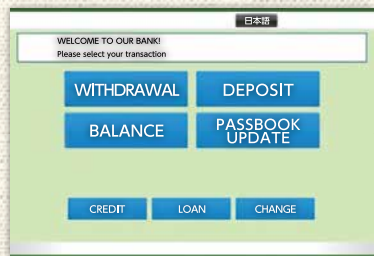 日本語
WELCOME TO OUR BANK!
Please select your transaction
WITHDRAWAL
DEPOSIT
BALANCE
PASSBOOK
UPDATE
CREDIT
LOAN
CHANGE